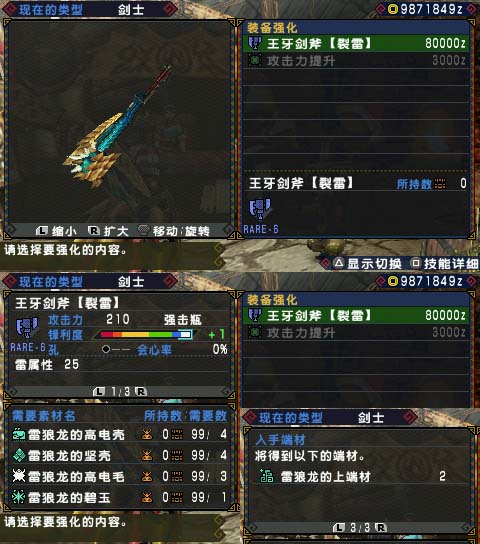 现在的类型 剑士
9871849z
装备强化
王牙剑斧【裂雷】 80000z
攻击力提升 3000z
王牙剑斧【裂雷】 所持数 0
RARE-6
L 缩小 R 扩大 移动/旋转
请选择要强化的内容。
△显示切换 □技能详细
现在的类型 剑士
9871849z
王牙剑斧【裂雷】
攻击力 210 强击瓶
锋利度 +1
RARE-6 孔 ●－－ 会心率 0%
雷属性 25
L 1/3 R
装备强化
王牙剑斧【裂雷】 80000z
攻击力提升 3000z
需要素材名 所持数/需要数
雷狼龙的高电壳 0 99/ 4
雷狼龙的坚壳 0 99/ 4
雷狼龙的高电毛 0 99/ 3
雷狼龙的碧玉 0 99/ 1
请选择要强化的内容。
现在的类型 剑士
入手端材
将得到以下的端材。
雷狼龙的上端材 2
L 3/3 R